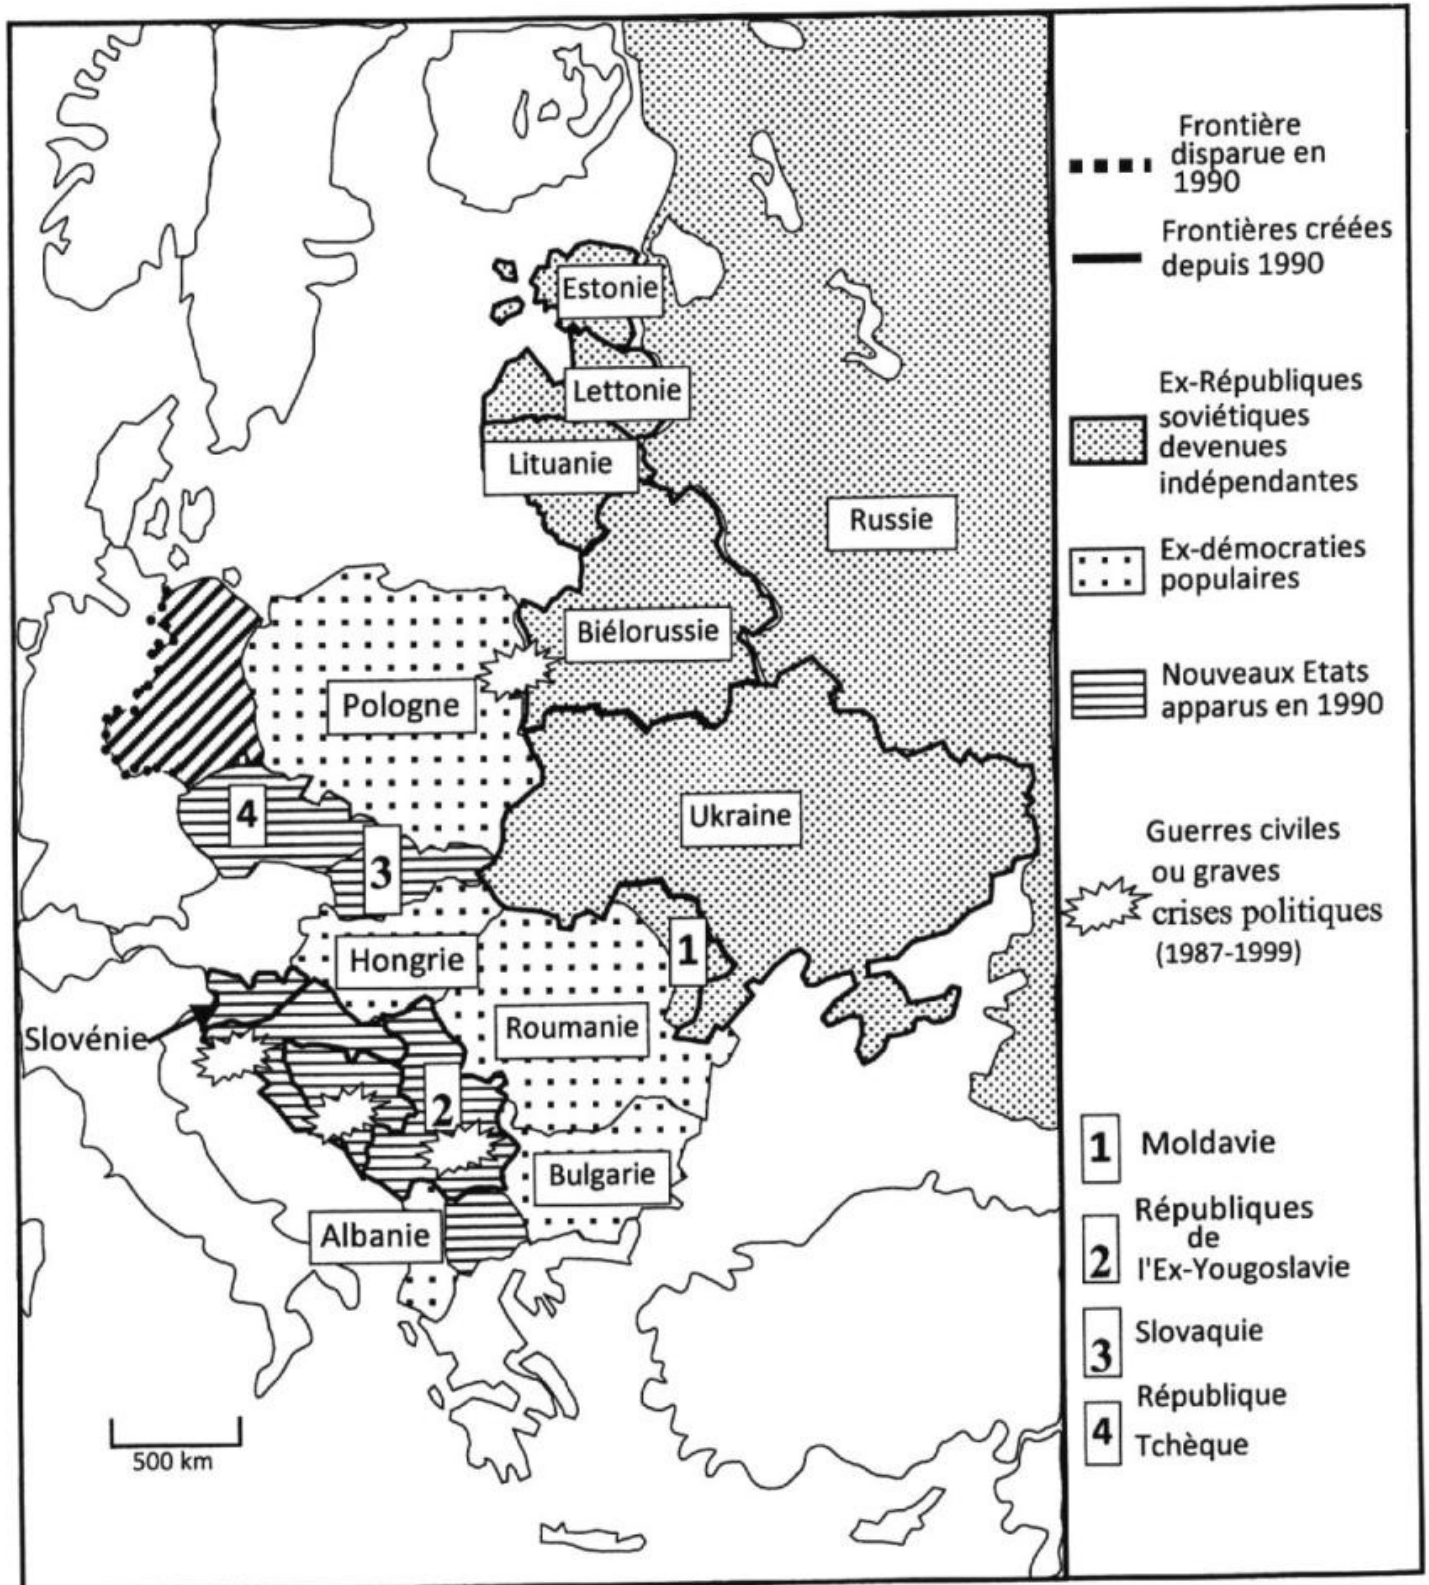 Estonie
Lettonie
Lituanie
Russie
Biélorussie
Pologne
Ukraine
4
3
1
Hongrie
Roumanie
Slovénie
2
Bulgarie
Albanie
500 km
Frontière
disparue en
1990
Frontières créées
depuis 1990
Ex-Républiques
soviétiques
devenues
indépendantes
Ex-démocraties
populaires
Nouveaux Etats
apparus en 1990
Guerres civiles
ou graves
crises politiques
(1987-1999)
1 Moldavie
Républiques
de
2 l'Ex-Yougoslavie
3 Slovaquie
République
4 Tchèque